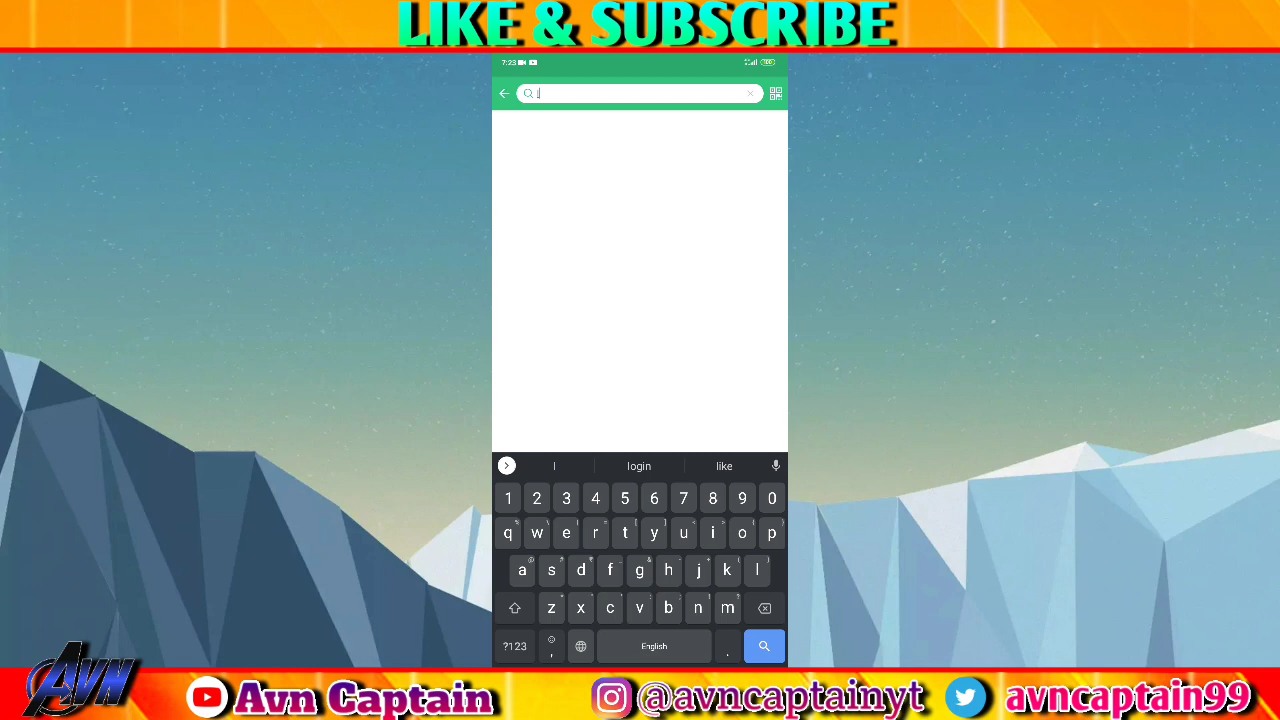 LIKE & SUBSCRIBE
7:23
100
l
l login like
1 2 3 4 5 6 7 8 9 0
q w e r t y u i o p
a s d f g h j k l
z x c v b n m
?123 , English .
AVN
Avn Captain @avncaptainyt avncaptain99